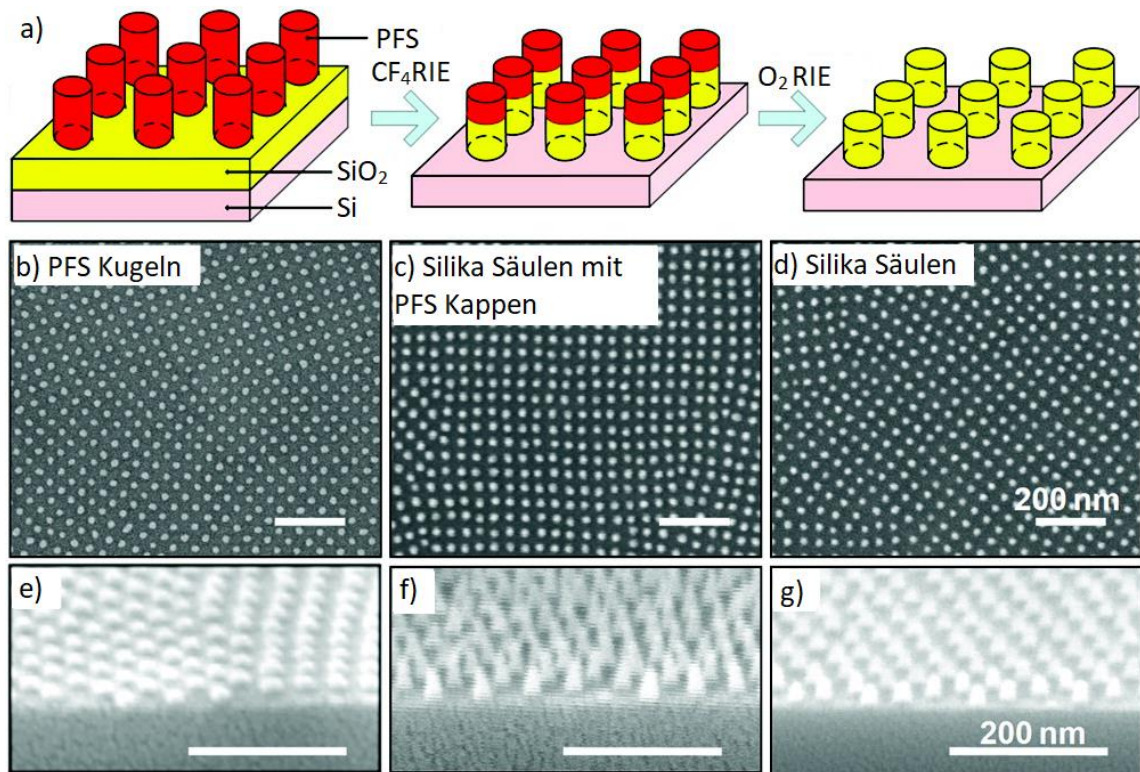 a)
PFS
CF₄RIE
O₂ RIE
SiO₂
Si
b) PFS Kugeln
c) Silika Säulen mit
PFS Kappen
d) Silika Säulen
200 nm
e)
f)
g)
200 nm